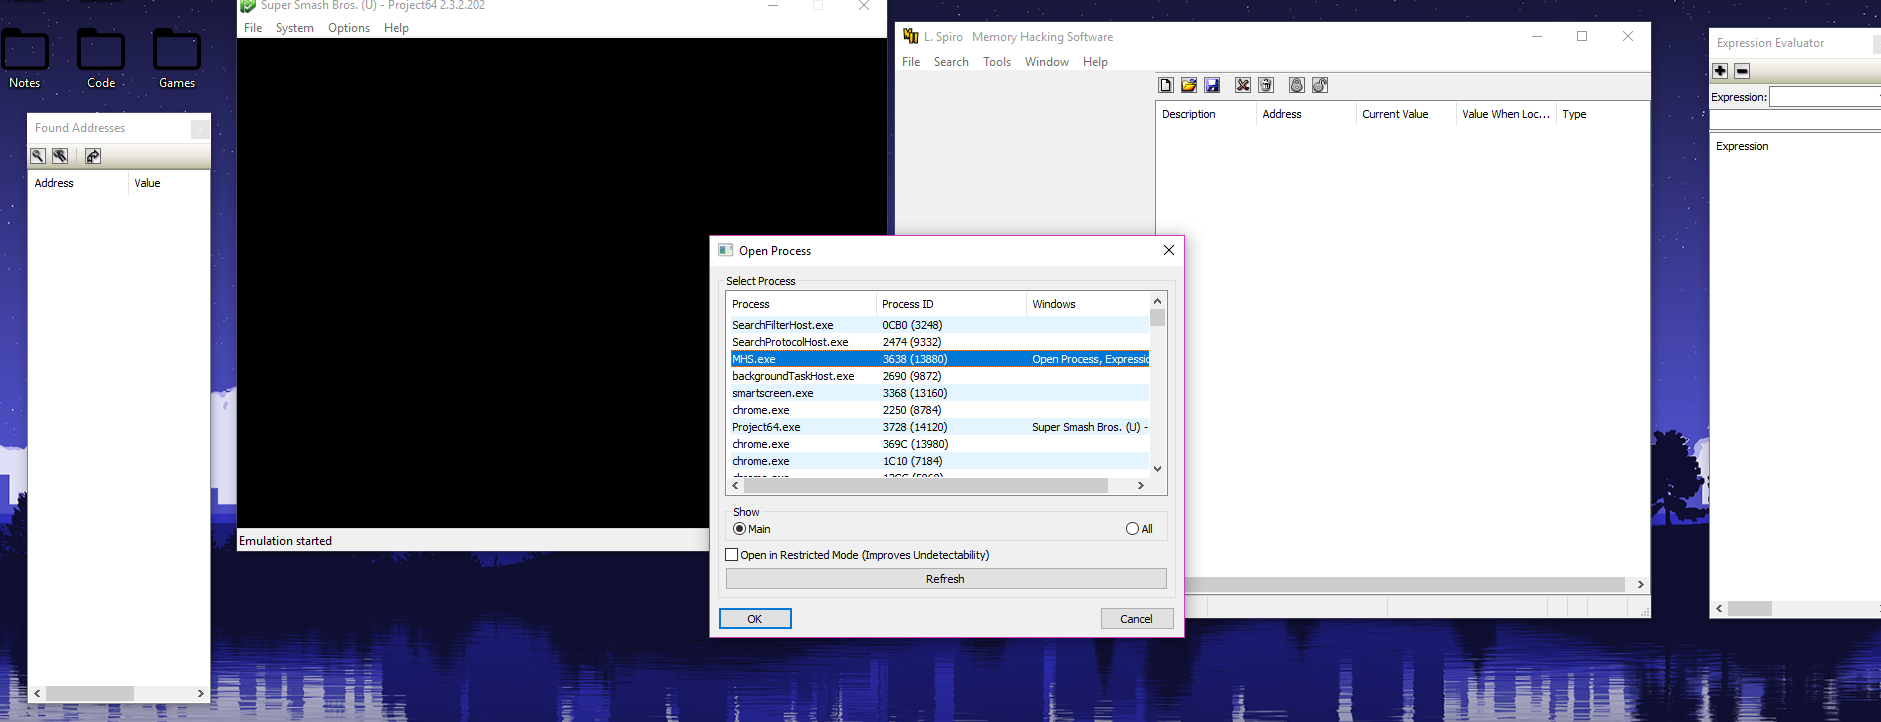 Super Smash Bros. (U) - Project64 2.3.2.202
File System Options Help
Notes Code Games
Found Addresses
Address Value
Emulation started
L. Spiro Memory Hacking Software
File Search Tools Window Help
Description Address Current Value Value When Loc... Type
Expression Evaluator
Expression:
Expression
Open Process
Select Process
Process Process ID Windows
SearchFilterHost.exe 0CB0 (3248)
SearchProtocolHost.exe 2474 (9332)
MHS.exe 3638 (13880) Open Process, Expressic
backgroundTaskHost.exe 2690 (9872)
smartscreen.exe 3368 (13160)
chrome.exe 2250 (8784)
Project64.exe 3728 (14120) Super Smash Bros. (U) -
chrome.exe 369C (13980)
chrome.exe 1C10 (7184)
Show
Main All
Open in Restricted Mode (Improves Undetectability)
Refresh
OK Cancel